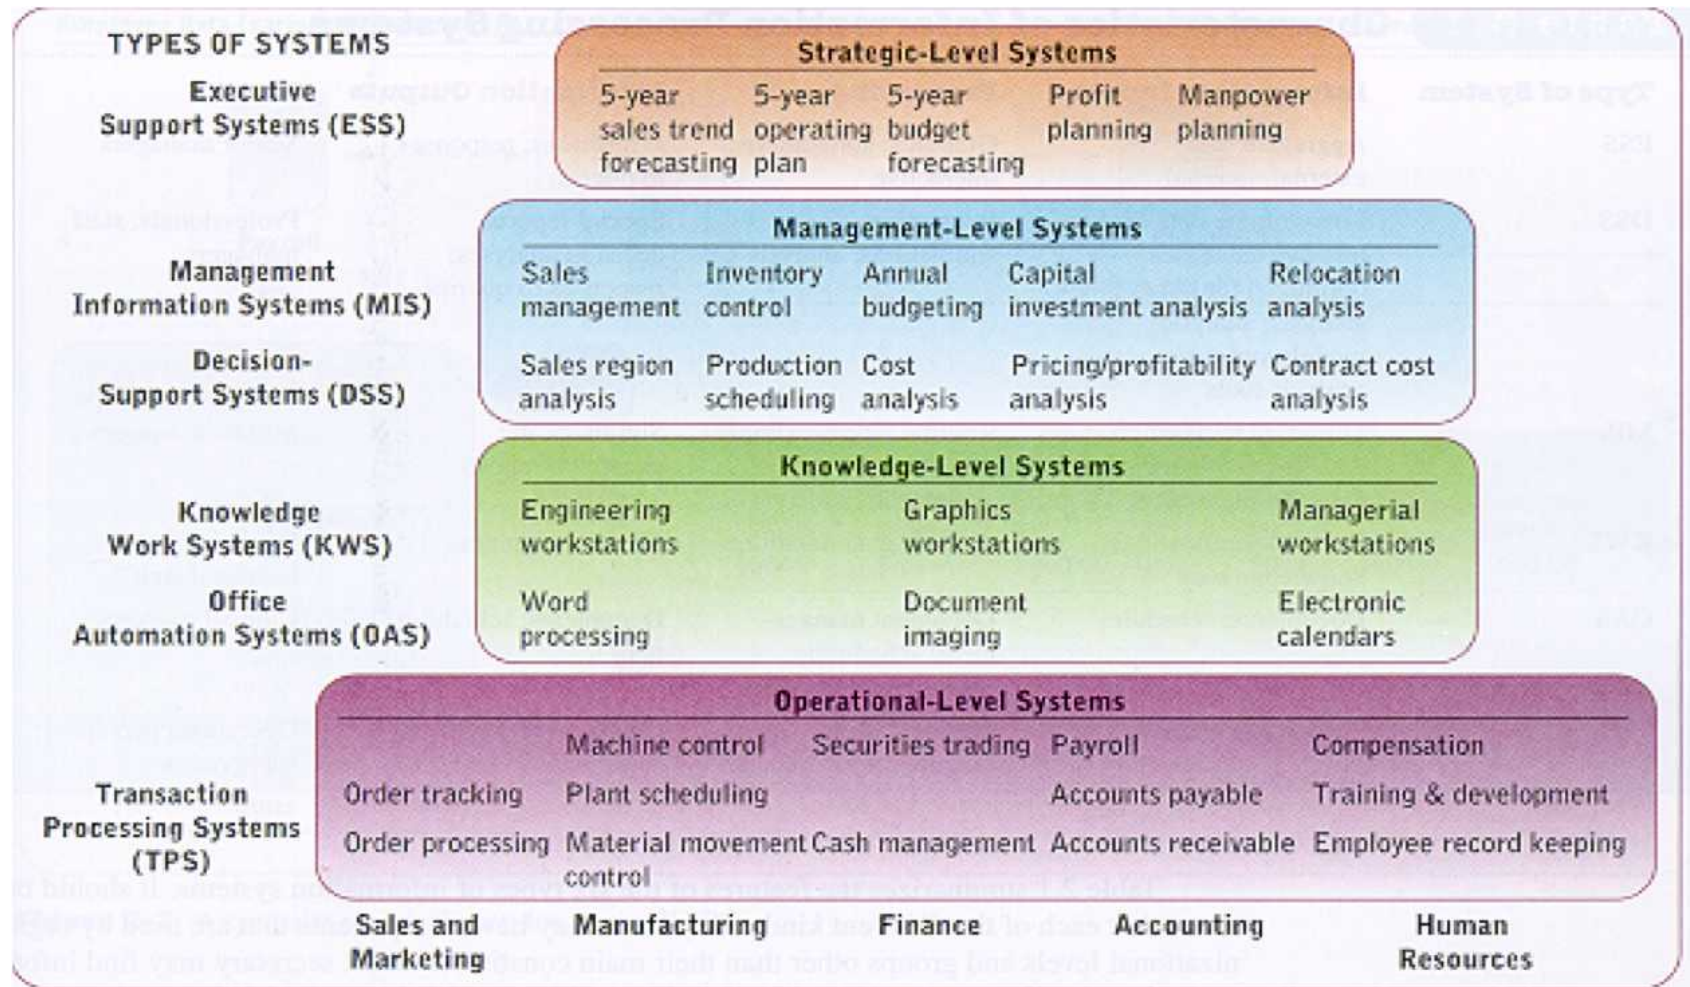 TYPES OF SYSTEMS
Executive
Support Systems (ESS)
Strategic-Level Systems
5-year
sales trend
forecasting
5-year
operating
plan
5-year
budget
forecasting
Profit
planning
Manpower
planning
Management
Information Systems (MIS)
Decision-
Support Systems (DSS)
Management-Level Systems
Sales
management
Inventory
control
Annual
budgeting
Capital
investment analysis
Relocation
analysis
Sales region
analysis
Production
scheduling
Cost
analysis
Pricing/profitability
analysis
Contract cost
analysis
Knowledge
Work Systems (KWS)
Office
Automation Systems (OAS)
Knowledge-Level Systems
Engineering
workstations
Graphics
workstations
Managerial
workstations
Word
processing
Document
imaging
Electronic
calendars
Transaction
Processing Systems
(TPS)
Operational-Level Systems
Machine control
Securities trading
Payroll
Compensation
Order tracking
Plant scheduling
Accounts payable
Training & development
Order processing
Material movement
control
Cash management
Accounts receivable
Employee record keeping
Sales and
Marketing
Manufacturing
Finance
Accounting
Human
Resources